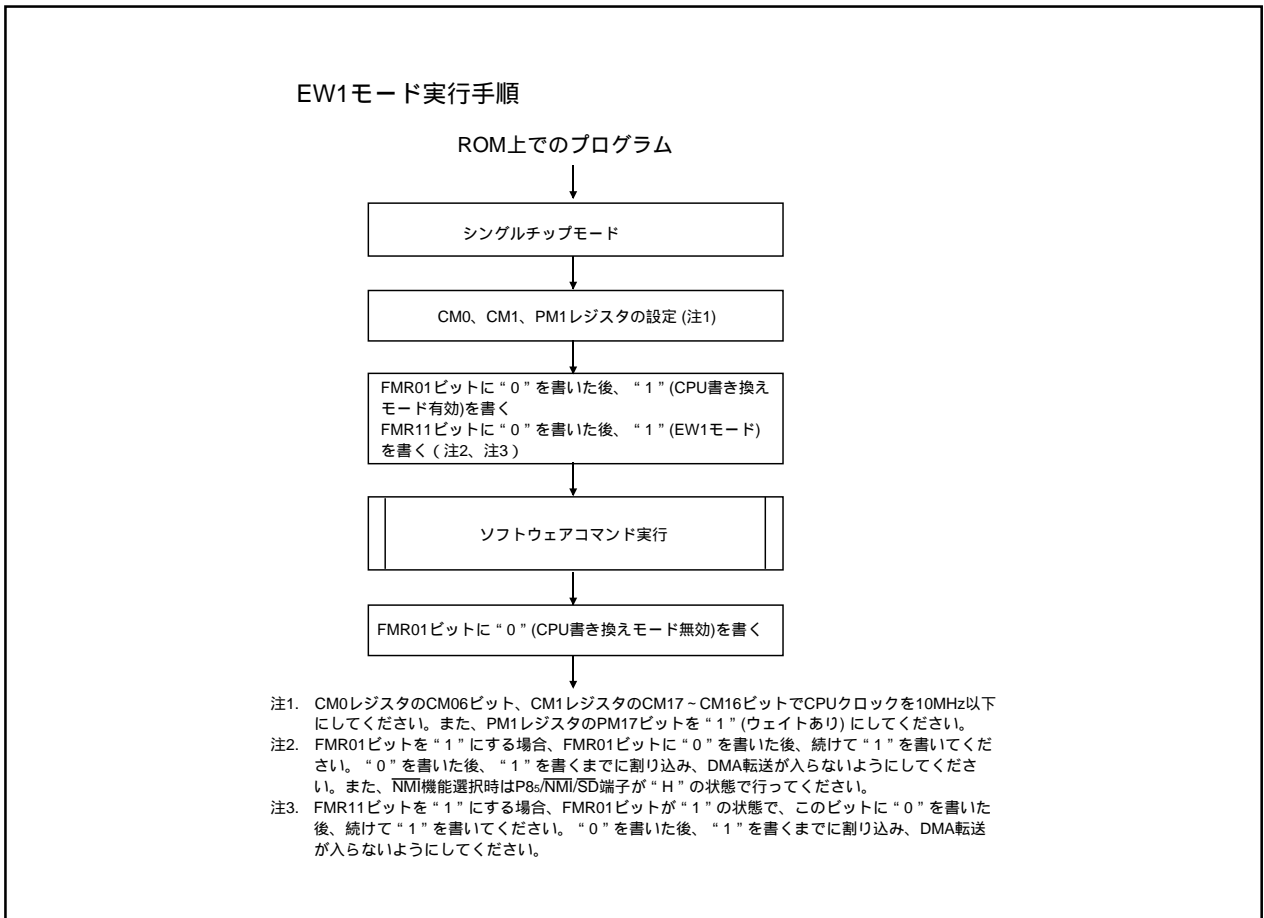 EW1モード実行手順
ROM上でのプログラム
シングルチップモード
CM0、CM1、PM1レジスタの設定 (注1)
FMR01ビットに“0”を書いた後、“1”(CPU書き換え
モード有効)を書く
FMR11ビットに“0”を書いた後、“1”(EW1モード)
を書く(注2、注3)
ソフトウェアコマンド実行
FMR01ビットに“0”(CPU書き換えモード無効)を書く
注1. CM0レジスタのCM06ビット、CM1レジスタのCM17~CM16ビットでCPUクロックを10MHz以下
にしてください。また、PM1レジスタのPM17ビットを“1”(ウェイトあり) にしてください。
注2. FMR01ビットを“1”にする場合、FMR01ビットに“0”を書いた後、続けて“1”を書いてくだ
さい。“0”を書いた後、“1”を書くまでに割り込み、DMA転送が入らないようにしてくださ
い。また、NMI機能選択時はP85/NMI/SD端子が“H”の状態で行ってください。
注3. FMR11ビットを“1”にする場合、FMR01ビットが“1”の状態で、このビットに“0”を書いた
後、続けて“1”を書いてください。“0”を書いた後、“1”を書くまでに割り込み、DMA転送
が入らないようにしてください。